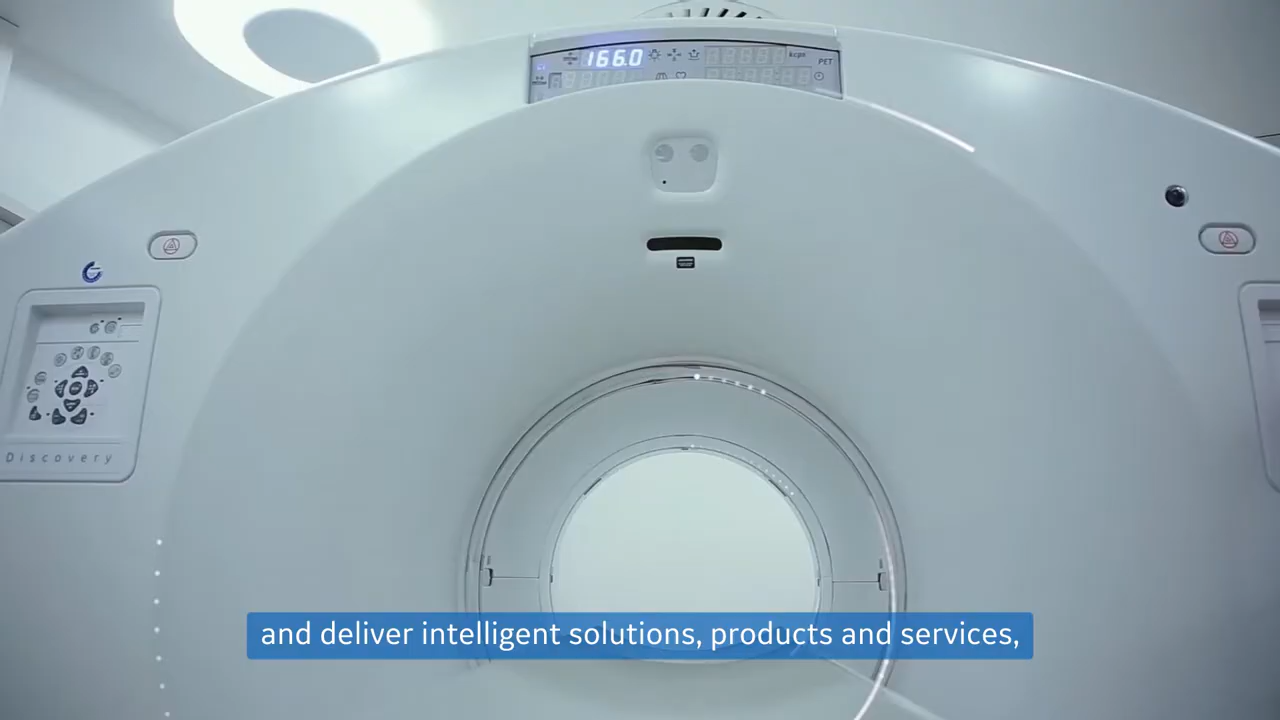 166.0
kcps
PET
Discovery
and deliver intelligent solutions, products and services,